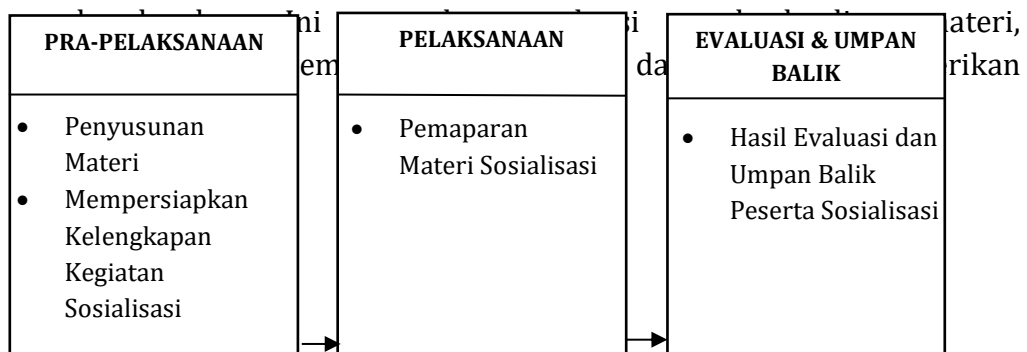 PRA-PELAKSANAAN
• Penyusunan
Materi
• Mempersiapkan
Kelengkapan
Kegiatan
Sosialisasi
PELAKSANAAN
• Pemaparan
Materi Sosialisasi
EVALUASI & UMPAN
BALIK
• Hasil Evaluasi dan
Umpan Balik
Peserta Sosialisasi